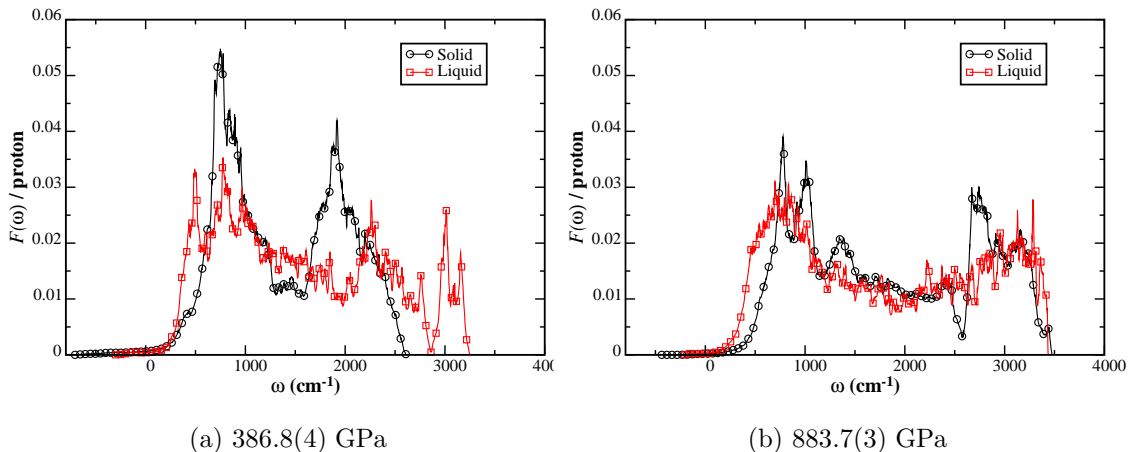 0.06
0.05
0.04
0.03
0.02
0.01
0
F(ω) / proton
Solid
Liquid
0 1000 2000 3000 400
ω (cm-1)
(a) 386.8(4) GPa
0.06
0.05
0.04
0.03
0.02
0.01
0
F(ω) / proton
Solid
Liquid
0 1000 2000 3000 4000
ω (cm-1)
(b) 883.7(3) GPa